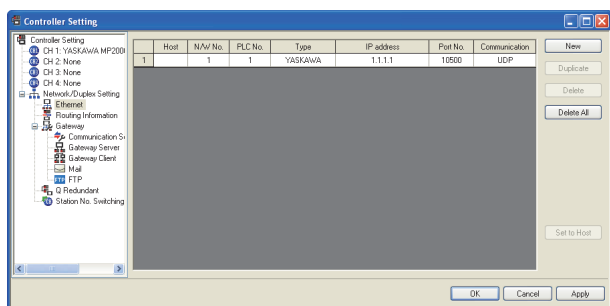 Controller Setting
Controller Setting
CH 1: YASKAWA MP200
CH 2: None
CH 3: None
CH 4: None
Network/Duplex Setting
Ethernet
Routing Information
Gateway
Communication S
Gateway Server
Gateway Client
Mail
FTP FTP
Q Redundant
Station No. Switching
Host N/W No. PLC No. Type IP address Port No. Communication
1 1 1 YASKAWA 1.1.1.1 10500 UDP
New
Duplicate
Delete
Delete All
Set to Host
OK Cancel Apply